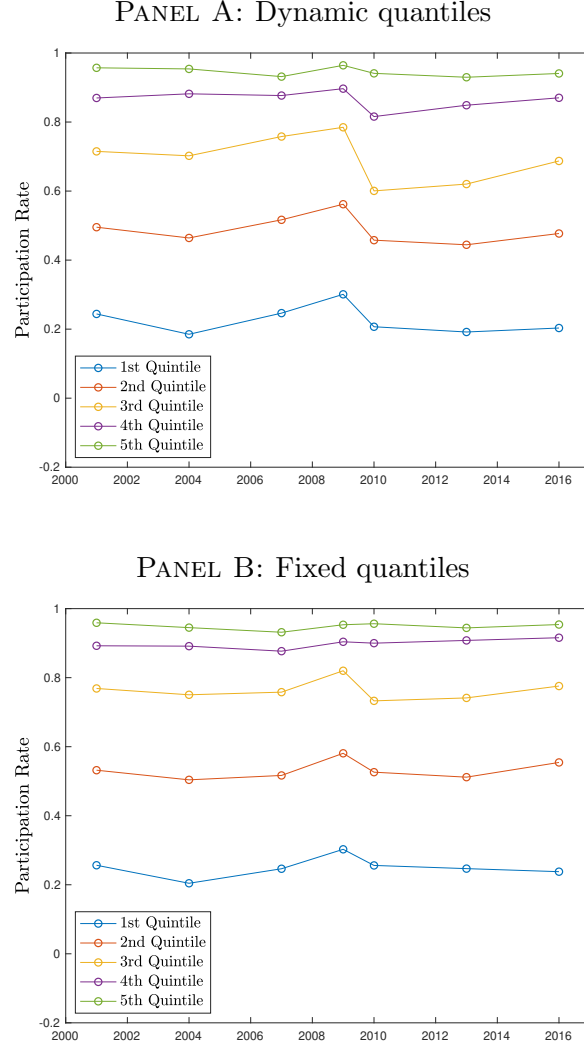 PANEL A: Dynamic quantiles
1
0.8
0.6
0.4
0.2
0
-0.2
Participation Rate
1st Quintile
2nd Quintile
3rd Quintile
4th Quintile
5th Quintile
2000 2002 2004 2006 2008 2010 2012 2014 2016
PANEL B: Fixed quantiles
1
0.8
0.6
0.4
0.2
0
-0.2
Participation Rate
1st Quintile
2nd Quintile
3rd Quintile
4th Quintile
5th Quintile
2000 2002 2004 2006 2008 2010 2012 2014 2016